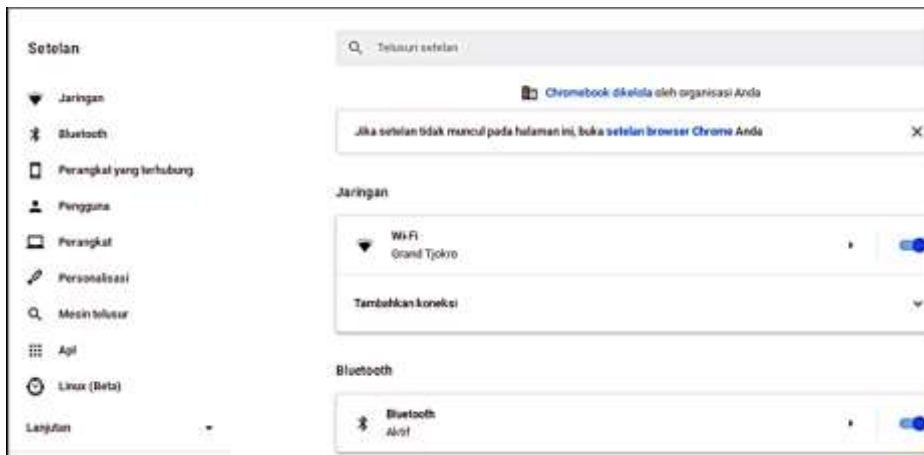 Setelan
Telusuri setelan
Jaringan
Bluetooth
Perangkat yang terhubung
Pengguna
Perangkat
Personalisasi
Mesin telusur
Apl
Linux (Beta)
Lanjutan
Chromebook dikelola oleh organisasi Anda
Jika setelan tidak muncul pada halaman ini, buka setelan browser Chrome Anda
Jaringan
Wi-Fi
Grand Tjokro
Tambahkan koneksi
Bluetooth
Bluetooth
Aktif